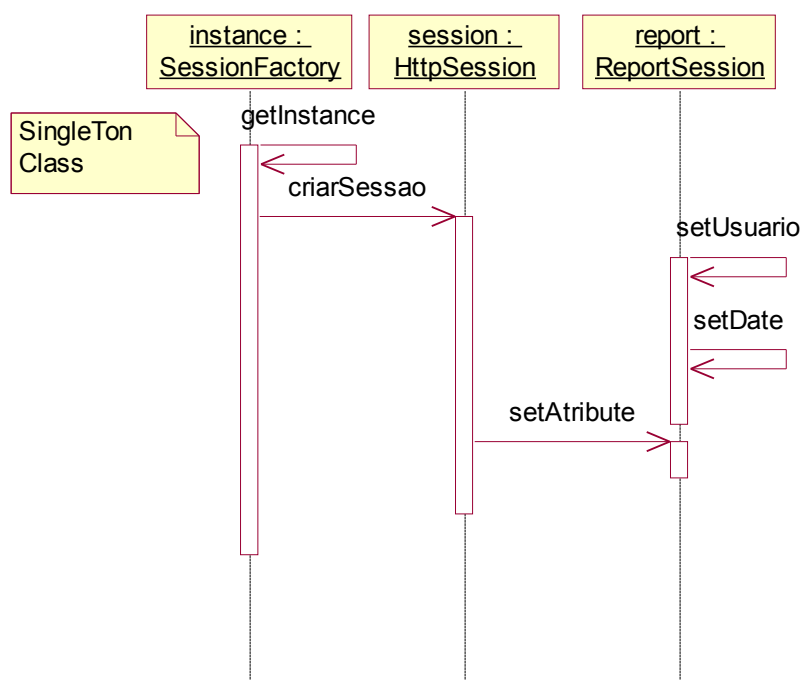 instance :
SessionFactory
session :
HttpSession
report :
ReportSession
SingleTon
Class
getInstance
criarSessao
setUsuario
setDate
setAtribute